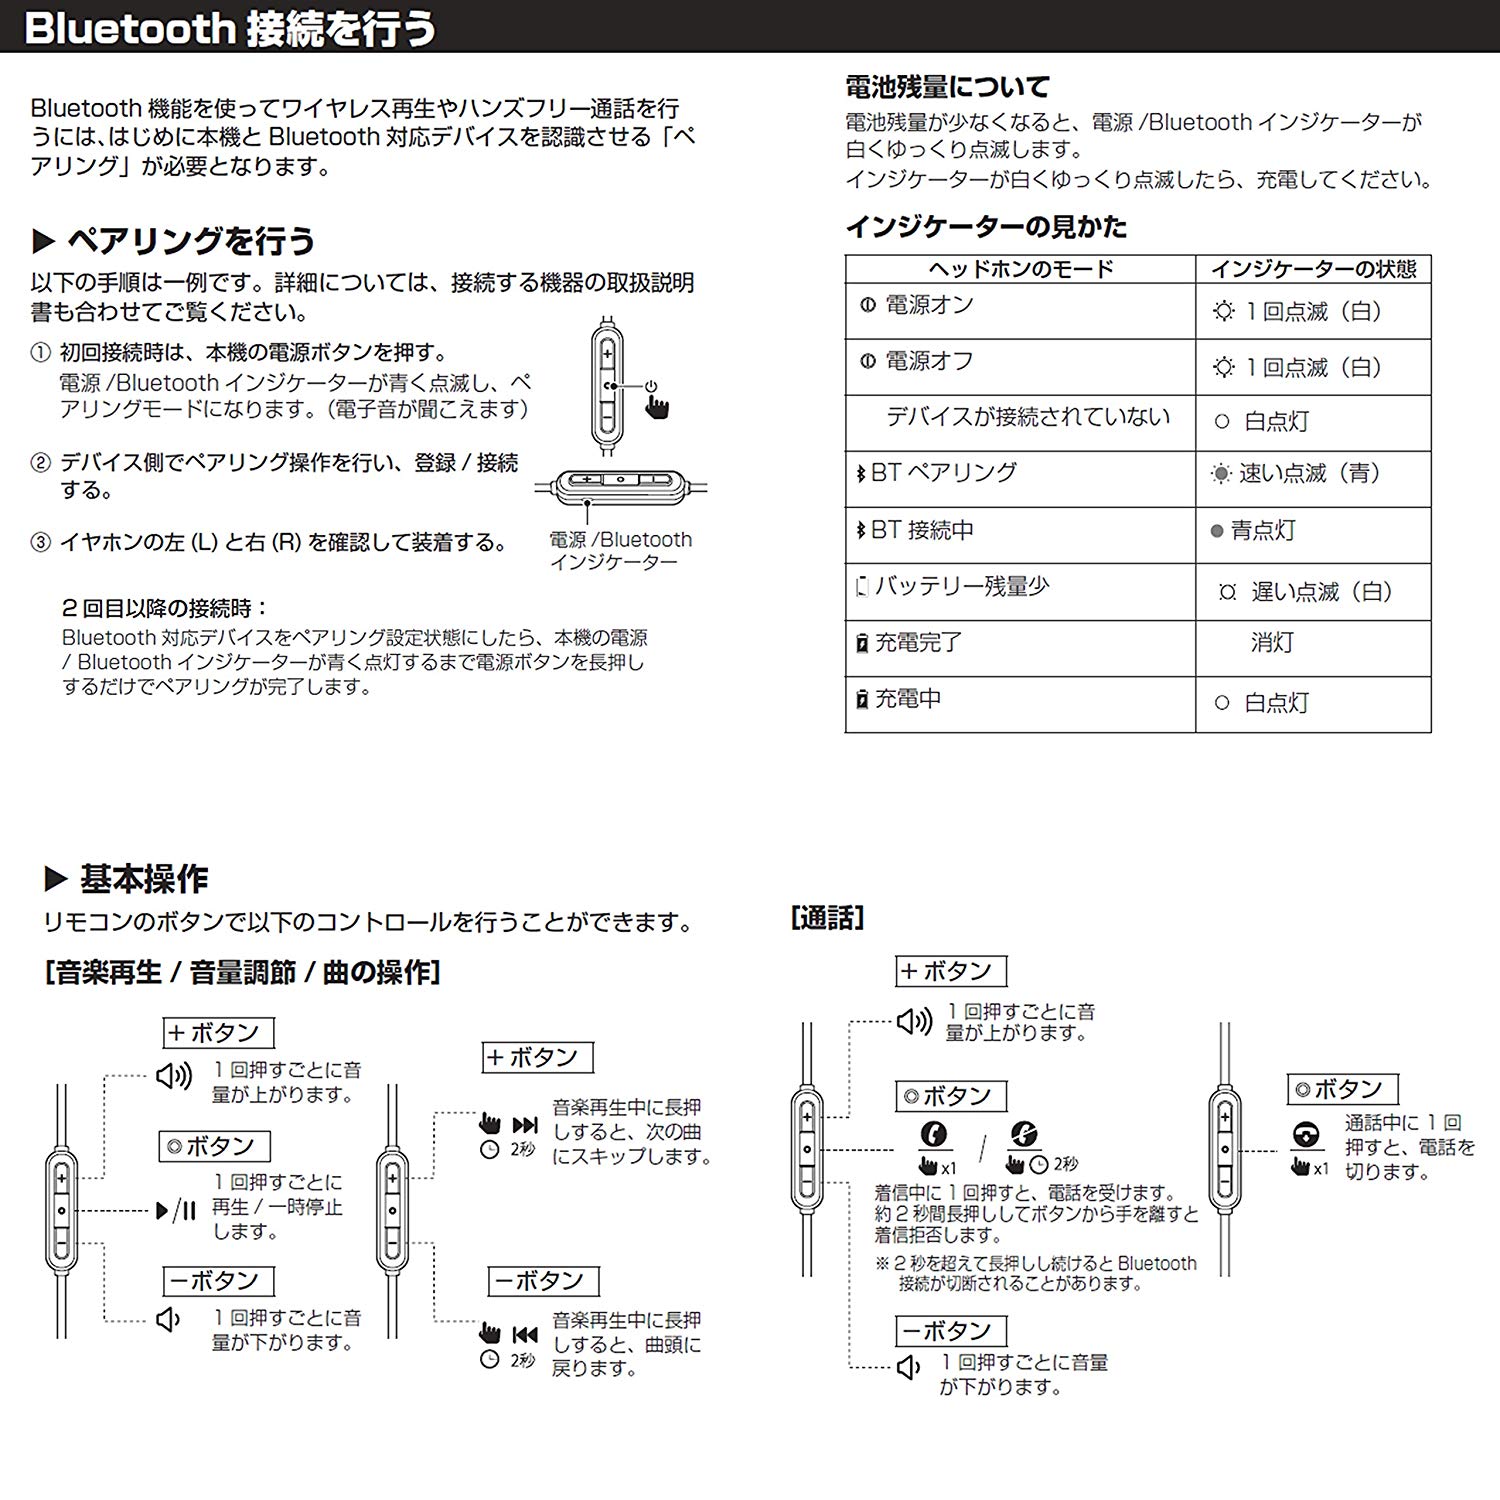 Bluetooth 接続を行う
Bluetooth 機能を使ってワイヤレス再生やハンズフリー通話を行
うには、はじめに本機と Bluetooth 対応デバイスを認識させる「ペ
アリング」が必要となります。
▶ ペアリングを行う
以下の手順は一例です。詳細については、接続する機器の取扱説明
書も合わせてご覧ください。
① 初回接続時は、本機の電源ボタンを押す。
電源 /Bluetooth インジケーターが青く点滅し、ペ
アリングモードになります。（電子音が聞こえます）
② デバイス側でペアリング操作を行い、登録 / 接続
する。
③ イヤホンの左 (L) と右 (R) を確認して装着する。
電源 /Bluetooth
インジケーター
2 回目以降の接続時：
Bluetooth 対応デバイスをペアリング設定状態にしたら、本機の電源
/ Bluetooth インジケーターが青く点灯するまで電源ボタンを長押し
するだけでペアリングが完了します。
電池残量について
電池残量が少なくなると、電源 /Bluetooth インジケーターが
白くゆっくり点滅します。
インジケーターが白くゆっくり点滅したら、充電してください。
インジケーターの見かた
ヘッドホンのモード インジケーターの状態
電源オン 1 回点滅（白）
電源オフ 1 回点滅（白）
デバイスが接続されていない 白点灯
BT ペアリング 速い点滅（青）
BT 接続中 青点灯
バッテリー残量少 遅い点滅（白）
充電完了 消灯
充電中 白点灯
▶ 基本操作
リモコンのボタンで以下のコントロールを行うことができます。
［音楽再生 / 音量調節 / 曲の操作］
＋ボタン
1 回押すごとに音
量が上がります。
◎ボタン
1 回押すごとに
再生 / 一時停止
します。
－ボタン
1 回押すごとに音
量が下がります。
＋ボタン
2秒
音楽再生中に長押
しすると、次の曲
にスキップします。
－ボタン
2秒
音楽再生中に長押
しすると、曲頭に
戻ります。
［通話］
＋ボタン
1 回押すごとに音
量が上がります。
◎ボタン
x1 / 2秒
着信中に 1 回押すと、電話を受けます。
約 2 秒間長押ししてボタンから手を離すと
着信拒否します。
※ 2 秒を超えて長押しし続けると Bluetooth
接続が切断されることがあります。
－ボタン
1 回押すごとに音量
が下がります。
◎ボタン
x1
通話中に 1 回
押すと、電話を
切ります。